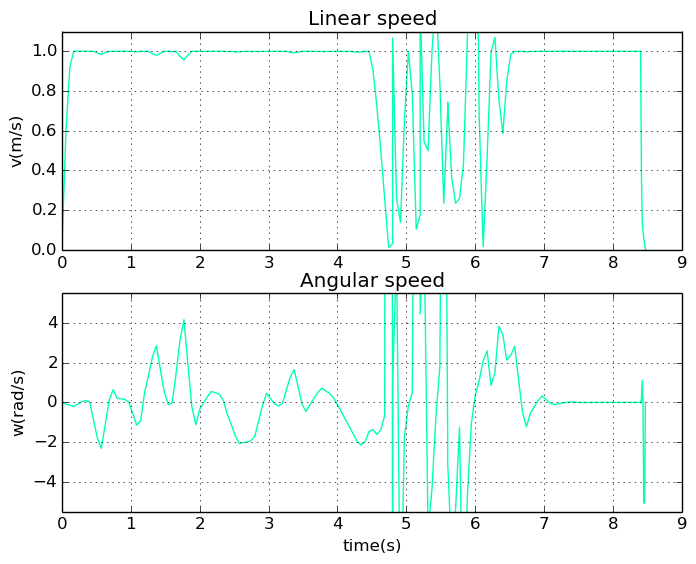 Linear speed
v(m/s)
1.0
0.8
0.6
0.4
0.2
0.0
0 1 2 3 4 5 6 7 8 9
Angular speed
w(rad/s)
4
2
0
−2
−4
0 1 2 3 4 5 6 7 8 9
time(s)